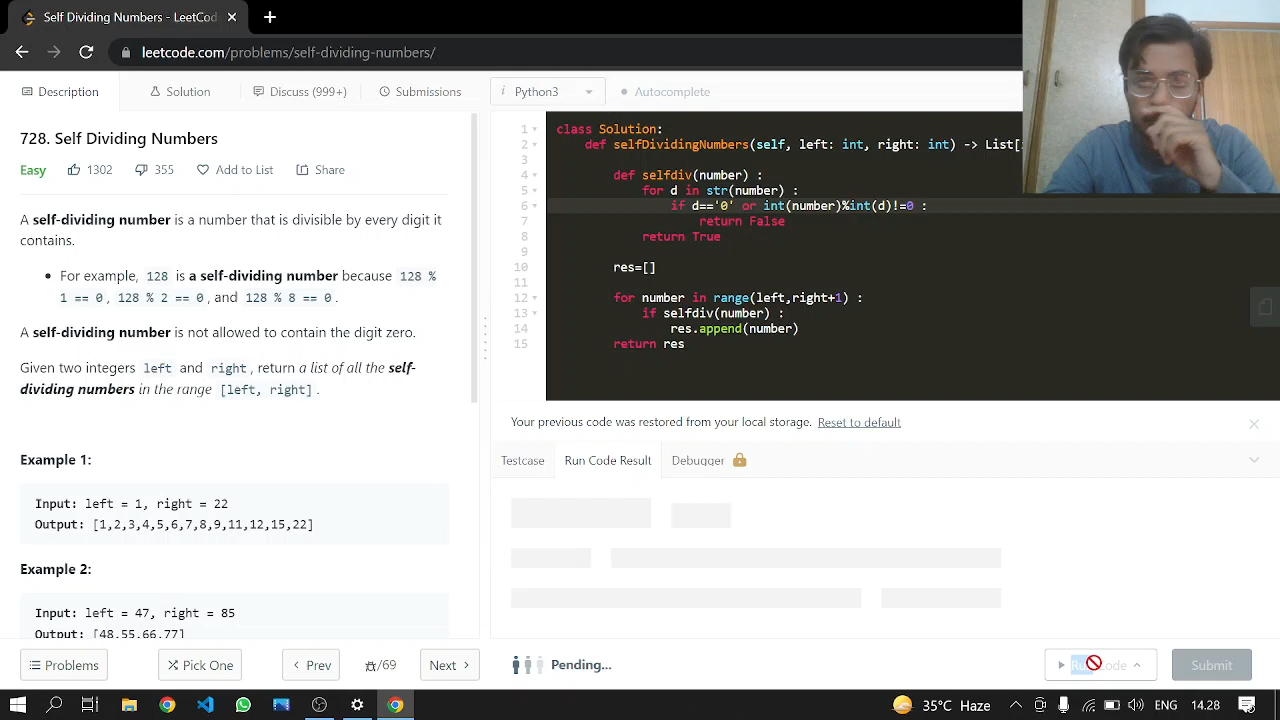 Self Dividing Numbers - LeetCod
leetcode.com/problems/self-dividing-numbers/
Description
Solution
Discuss (999+)
Submissions
i Python3
Autocomplete
728. Self Dividing Numbers
Easy 1302 355 Add to List Share
A self-dividing number is a number that is divisible by every digit it
contains.
For example, 128 is a self-dividing number because 128 %
1 == 0, 128 % 2 == 0, and 128 % 8 == 0.
A self-dividing number is not allowed to contain the digit zero.
Given two integers left and right, return a list of all the self-
dividing numbers in the range [left, right].
Example 1:
Input: left = 1, right = 22
Output: [1,2,3,4,5,6,7,8,9,11,12,15,22]
Example 2:
Input: left = 47, right = 85
Output: [48,55,66,77]
Problems
Pick One
Prev
/69
Next
1 class Solution:
2 def selfDividingNumbers(self, left: int, right: int) -> List[
3
4 def selfdiv(number) :
5 for d in str(number) :
6 if d=='0' or int(number)%int(d)!=0 :
7 return False
8 return True
9
10 res=[]
11
12 for number in range(left,right+1) :
13 if selfdiv(number) :
14 res.append(number)
15 return res
Your previous code was restored from your local storage. Reset to default
Testcase
Run Code Result
Debugger
Pending...
Submit
35°C Haze
ENG
14.28